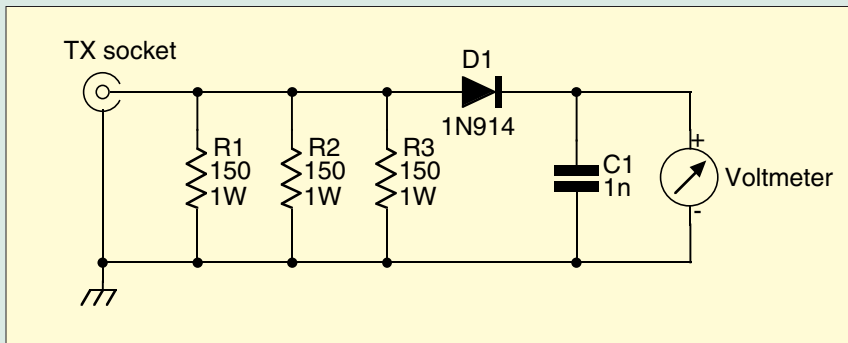 TX socket
D1
1N914
R1
150
1W
R2
150
1W
R3
150
1W
C1
1n
+
Voltmeter
-